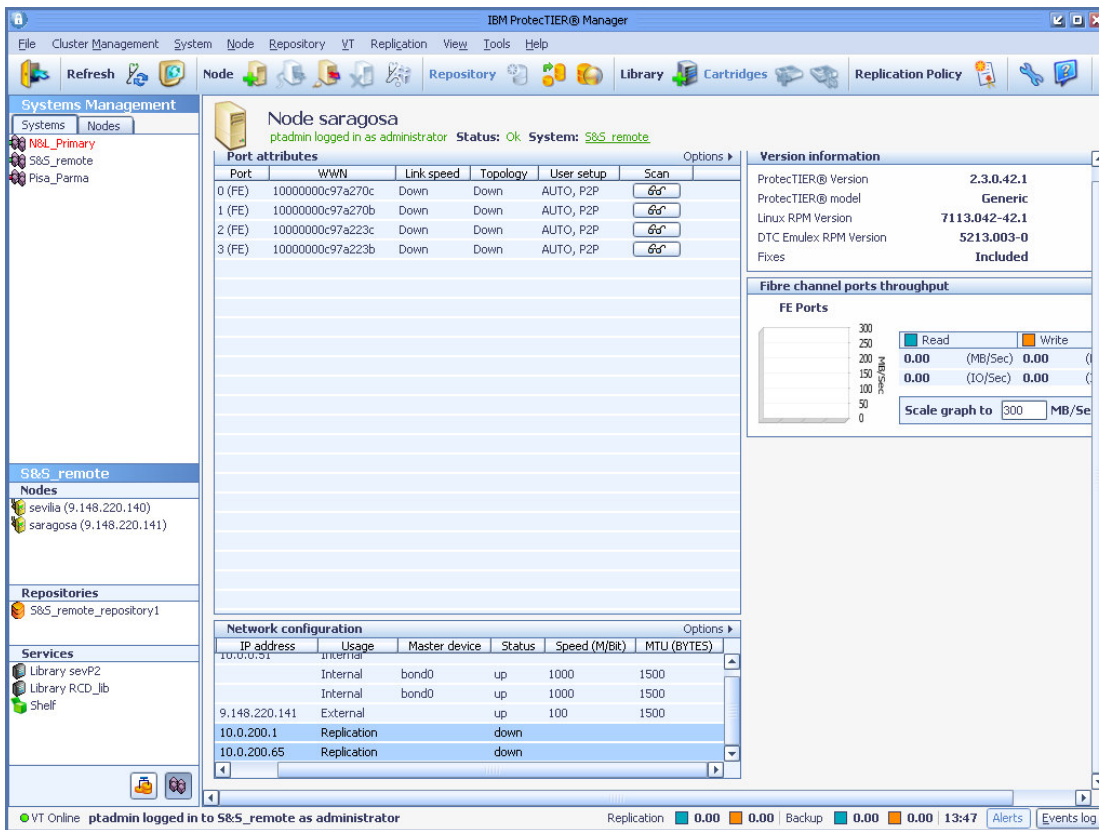 IBM ProtecTIER® Manager
File Cluster Management System Node Repository VT Replication View Tools Help
Refresh Node Repository Library Cartridges Replication Policy
Systems Management
Systems Nodes
N&L_Primary
S&S_remote
Pisa_Parma
S&S_remote
Nodes
sevilia (9.148.220.140)
saragosa (9.148.220.141)
Repositories
S&S_remote_repository1
Services
Library sevP2
Library RCD_lib
Shelf
Node saragosa
ptadmin logged in as administrator Status: Ok System: S&S_remote
Port attributes Options
Port WWN Link speed Topology User setup Scan
0 (FE) 10000000c97a270c Down Down AUTO, P2P
1 (FE) 10000000c97a270b Down Down AUTO, P2P
2 (FE) 10000000c97a223c Down Down AUTO, P2P
3 (FE) 10000000c97a223b Down Down AUTO, P2P
Network configuration Options
IP address Usage Master device Status Speed (M/Bit) MTU (BYTES)
10.0.0.51 Internal
Internal bond0 up 1000 1500
Internal bond0 up 1000 1500
9.148.220.141 External up 100 1500
10.0.200.1 Replication down
10.0.200.65 Replication down
Version information
ProtecTIER® Version 2.3.0.42.1
ProtecTIER® model Generic
Linux RPM Version 7113.042-42.1
DTC Emulex RPM Version 5213.003-0
Fixes Included
Fibre channel ports throughput
FE Ports
300
250
200
150
100
50
0
MB/Sec
Read Write
0.00 (MB/Sec) 0.00
0.00 (IO/Sec) 0.00
Scale graph to 300 MB/Se
VT Online ptadmin logged in to S&S_remote as administrator Replication 0.00 0.00 Backup 0.00 0.00 13:47 Alerts Events log